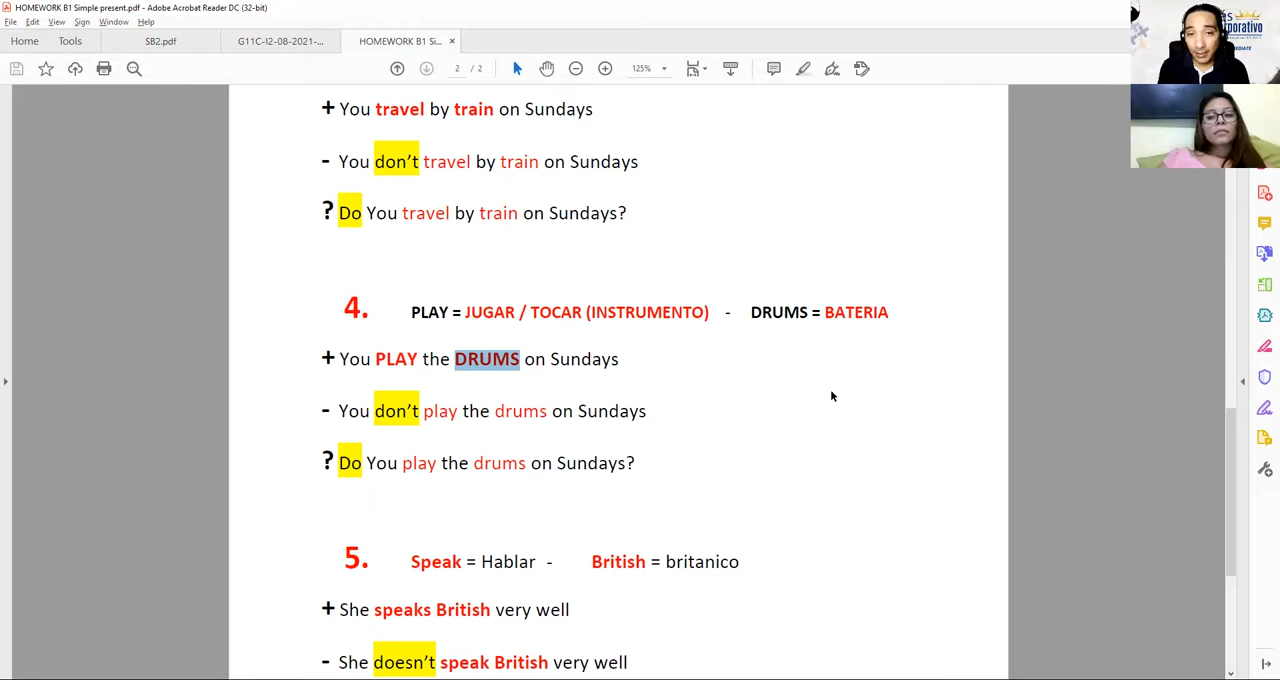 HOMEWORK B1 Simple present.pdf - Adobe Acrobat Reader DC (32-bit)
File Edit View Sign Window Help
Home Tools SB2.pdf G11C-I2-08-2021-... HOMEWORK B1 Si... ×
2 / 2 125%
+ You travel by train on Sundays
- You don't travel by train on Sundays
? Do You travel by train on Sundays?
4. PLAY = JUGAR / TOCAR (INSTRUMENTO) - DRUMS = BATERIA
+ You PLAY the DRUMS on Sundays
- You don't play the drums on Sundays
? Do You play the drums on Sundays?
5. Speak = Hablar - British = britanico
+ She speaks British very well
- She doesn't speak British very well